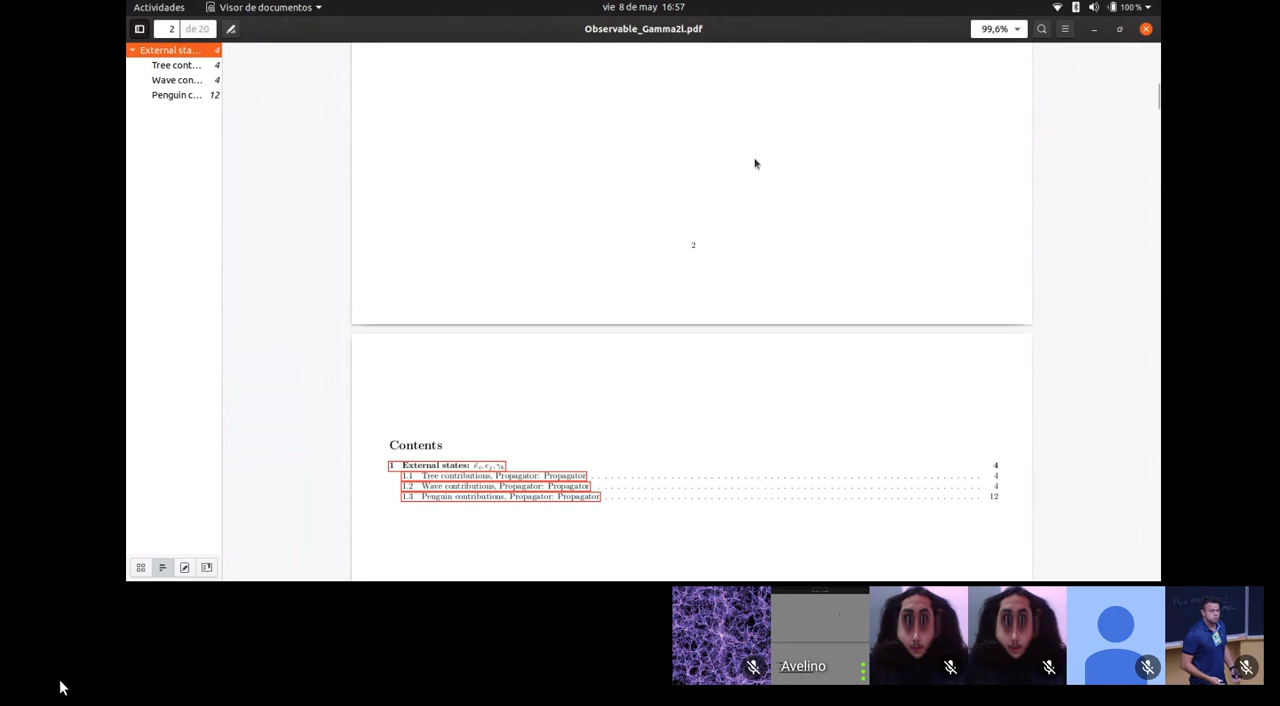 Actividades Visor de documentos vie 8 de may 16:57 100 %
2 de 20 Observable_Gamma2l.pdf 99,6%
External sta... 4
Tree cont... 4
Wave con... 4
Penguin c... 12
2
Contents
1 External states: ē_i, e_j, γ_k 4
1.1 Tree contributions, Propagator: Propagator 4
1.2 Wave contributions, Propagator: Propagator 4
1.3 Penguin contributions, Propagator: Propagator 12
Avelino